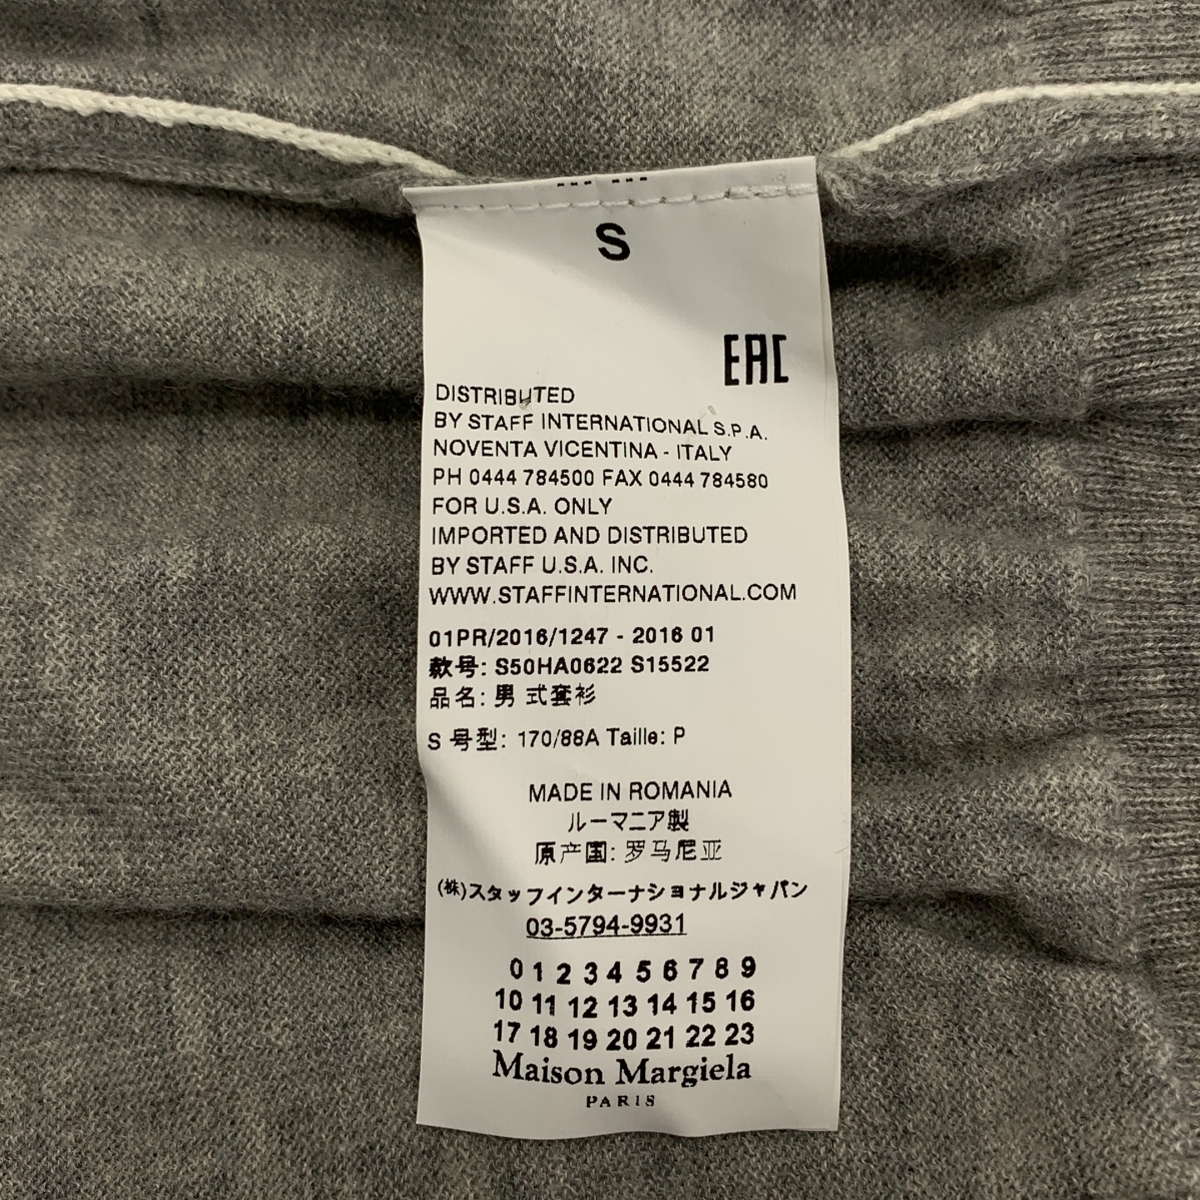 S
EAC
DISTRIBUTED
BY STAFF INTERNATIONAL S.P.A.
NOVENTA VICENTINA - ITALY
PH 0444 784500 FAX 0444 784580
FOR U.S.A. ONLY
IMPORTED AND DISTRIBUTED
BY STAFF U.S.A. INC.
WWW.STAFFINTERNATIONAL.COM
01PR/2016/1247 - 2016 01
款号: S50HA0622 S15522
品名: 男 式套衫
S 号型: 170/88A Taille: P
MADE IN ROMANIA
ルーマニア製
原产国: 罗马尼亚
(株)スタッフインターナショナルジャパン
03-5794-9931
0 1 2 3 4 5 6 7 8 9
10 11 12 13 14 15 16
17 18 19 20 21 22 23
Maison Margiela
PARIS